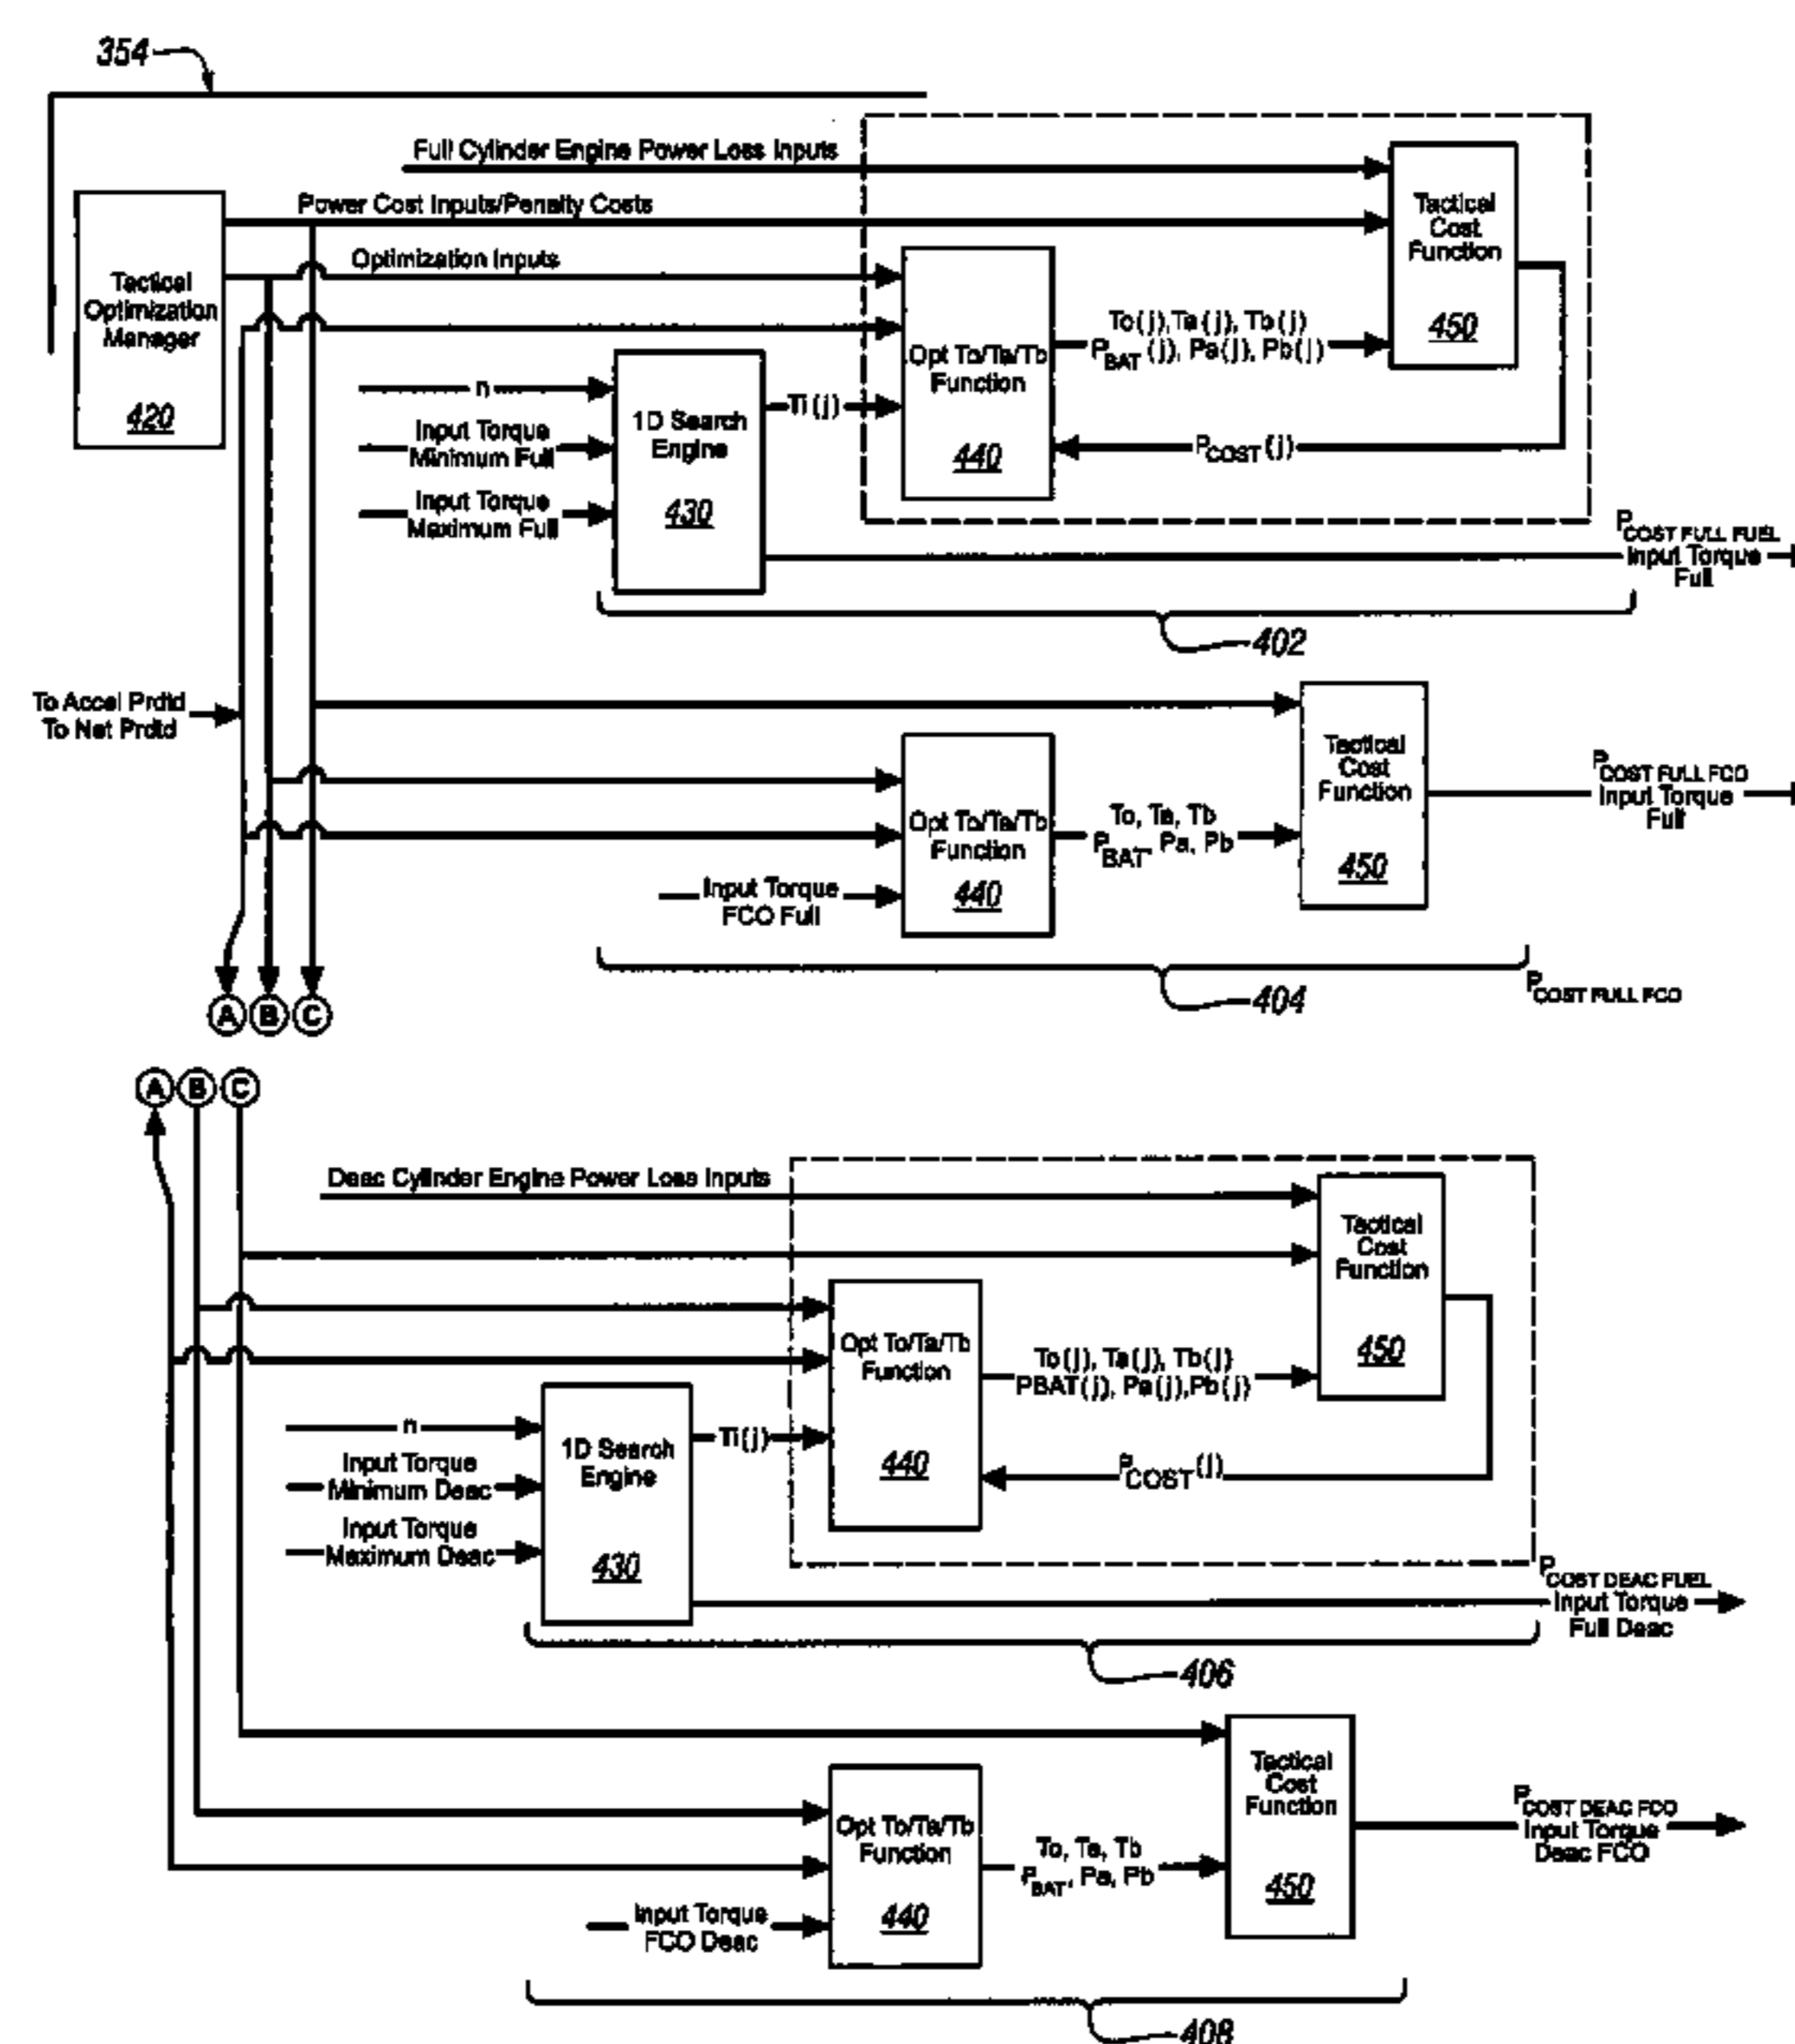 354
Full Cylinder Engine Power Loss Inputs
Power Cost Inputs/Penalty Costs
Optimization Inputs
Tactical
Optimization
Manager
420
n
Input Torque
Minimum Full
Input Torque
Maximum Full
1D Search
Engine
430
Ti(j)
Opt To/Ta/Tb
Function
440
To(j),Ta(j), Tb(j)
PBAT(j), Pa(j), Pb(j)
Tactical
Cost
Function
450
PCOST(j)
PCOST FULL FUEL
Input Torque
Full
402
To Accel Prdtd
To Net Prdtd
Opt To/Ta/Tb
Function
440
Input Torque
FCO Full
To, Ta, Tb
PBAT, Pa, Pb
Tactical
Cost
Function
450
PCOST FULL FCO
Input Torque
Full
404
PCOST FULL FCO
A B C
A B C
Deac Cylinder Engine Power Loss Inputs
n
Input Torque
Minimum Deac
Input Torque
Maximum Deac
1D Search
Engine
430
Ti(j)
Opt To/Ta/Tb
Function
440
To(j), Ta(j), Tb(j)
PBAT(j), Pa(j),Pb(j)
Tactical
Cost
Function
450
PCOST(j)
PCOST DEAC FUEL
Input Torque
Full Deac
406
Opt To/Ta/Tb
Function
440
Input Torque
FCO Deac
To, Ta, Tb
PBAT, Pa, Pb
Tactical
Cost
Function
450
PCOST DEAC FCO
Input Torque
Deac FCO
408